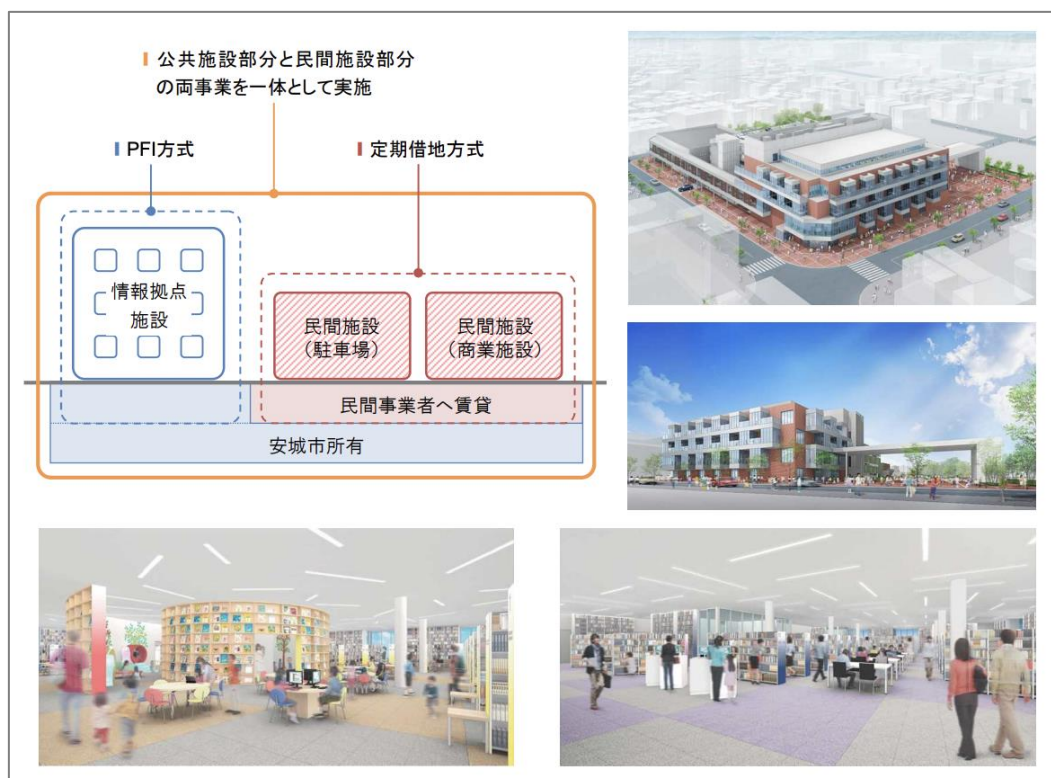 公共施設部分と民間施設部分
の両事業を一体として実施
PFI方式
定期借地方式
情報拠点
施設
民間施設
（駐車場）
民間施設
（商業施設）
民間事業者へ賃貸
安城市所有